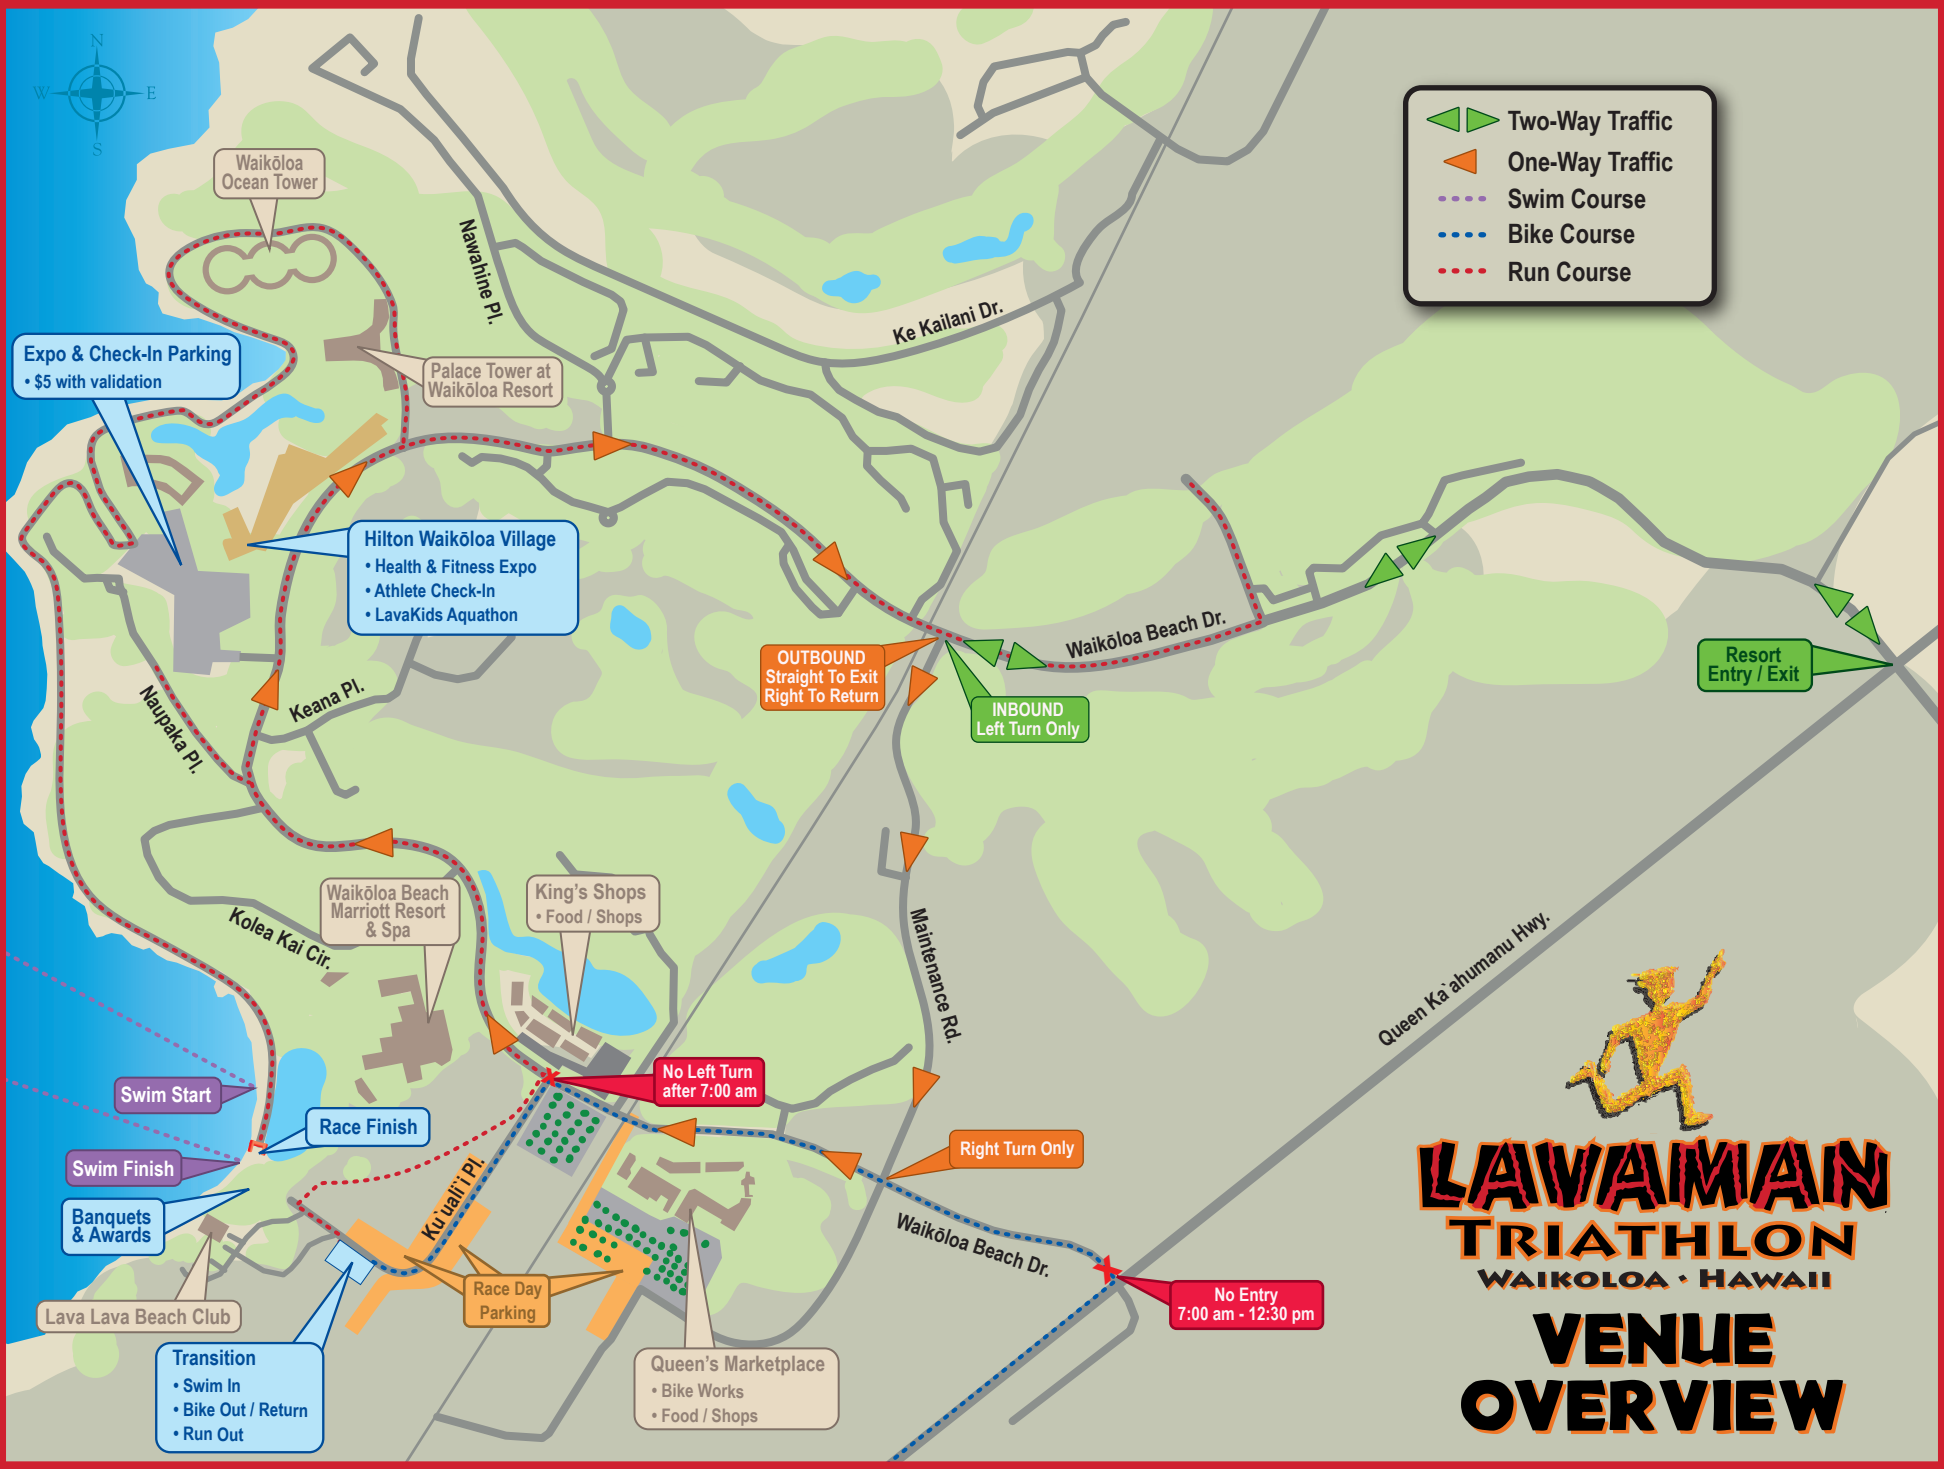 N
W
E
S
Waikōloa
Ocean Tower
Nawahine Pl.
Ke Kailani Dr.
Two-Way Traffic
One-Way Traffic
Swim Course
Bike Course
Run Course
Expo & Check-In Parking
• $5 with validation
Palace Tower at
Waikōloa Resort
Hilton Waikōloa Village
• Health & Fitness Expo
• Athlete Check-In
• LavaKids Aquathon
OUTBOUND
Straight To Exit
Right To Return
INBOUND
Left Turn Only
Waikōloa Beach Dr.
Resort
Entry / Exit
Naupaka Pl.
Keana Pl.
Kolea Kai Cir.
Waikōloa Beach
Marriott Resort
& Spa
King's Shops
• Food / Shops
Maintenance Rd.
Queen Ka`ahumanu Hwy.
No Left Turn
after 7:00 am
Swim Start
Race Finish
Swim Finish
Banquets
& Awards
Right Turn Only
Ku`uali`i Pl.
Waikōloa Beach Dr.
Race Day
Parking
No Entry
7:00 am - 12:30 pm
Lava Lava Beach Club
Transition
• Swim In
• Bike Out / Return
• Run Out
Queen's Marketplace
• Bike Works
• Food / Shops
LAVAMAN
TRIATHLON
WAIKOLOA • HAWAII
VENUE
OVERVIEW